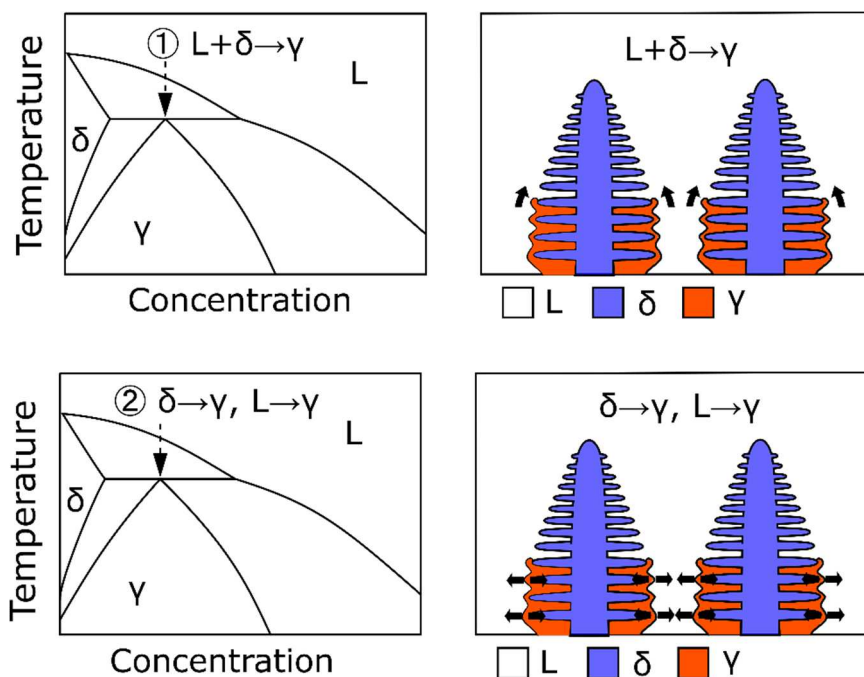 ① L+δ→γ
L
δ
γ
Temperature
Concentration
L+δ→γ
L δ γ
② δ→γ, L→γ
L
δ
γ
Temperature
Concentration
δ→γ, L→γ
L δ γ